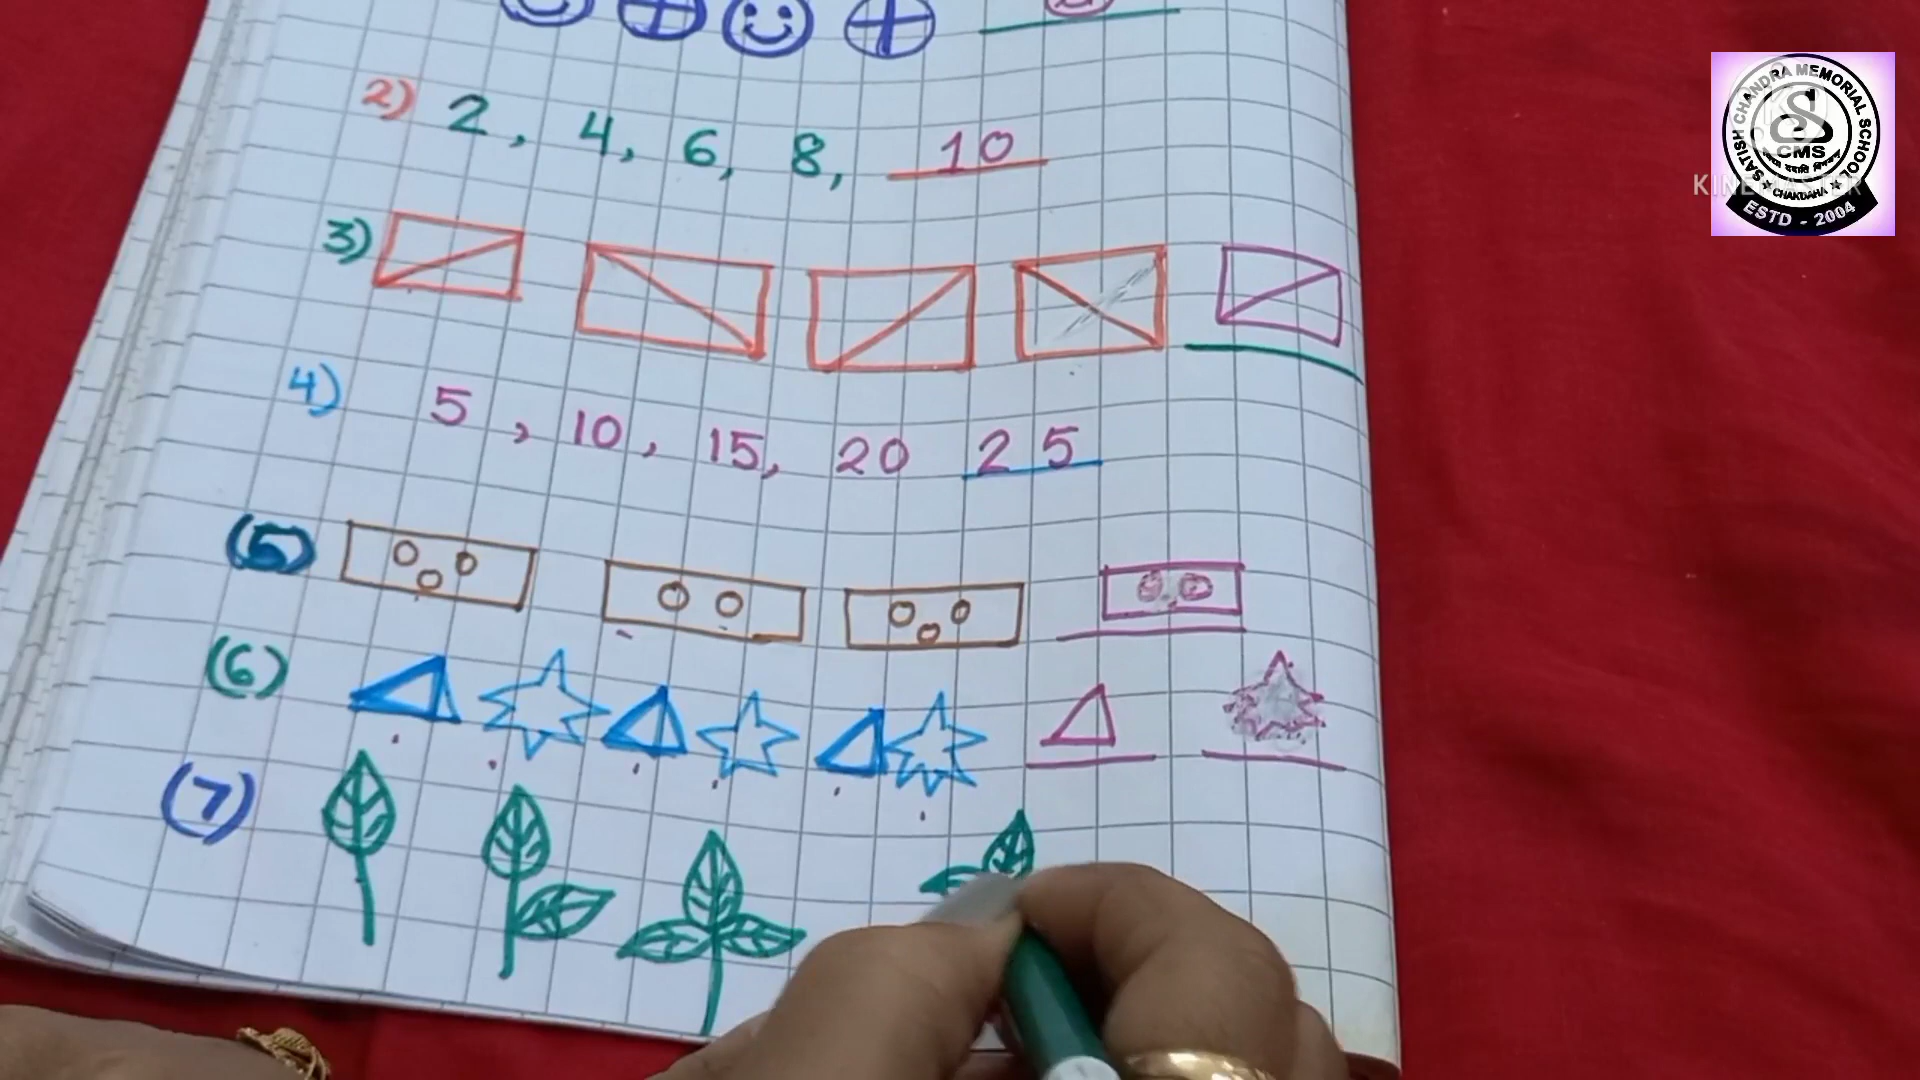 2) 2, 4, 6, 8, 10
3)
4) 5, 10, 15, 20 25
(5)
(6)
(7)
SATISH CHANDRA MEMORIAL SCHOOL
CMS
CHAKDAHA
ESTD - 2004
KINEMASTER